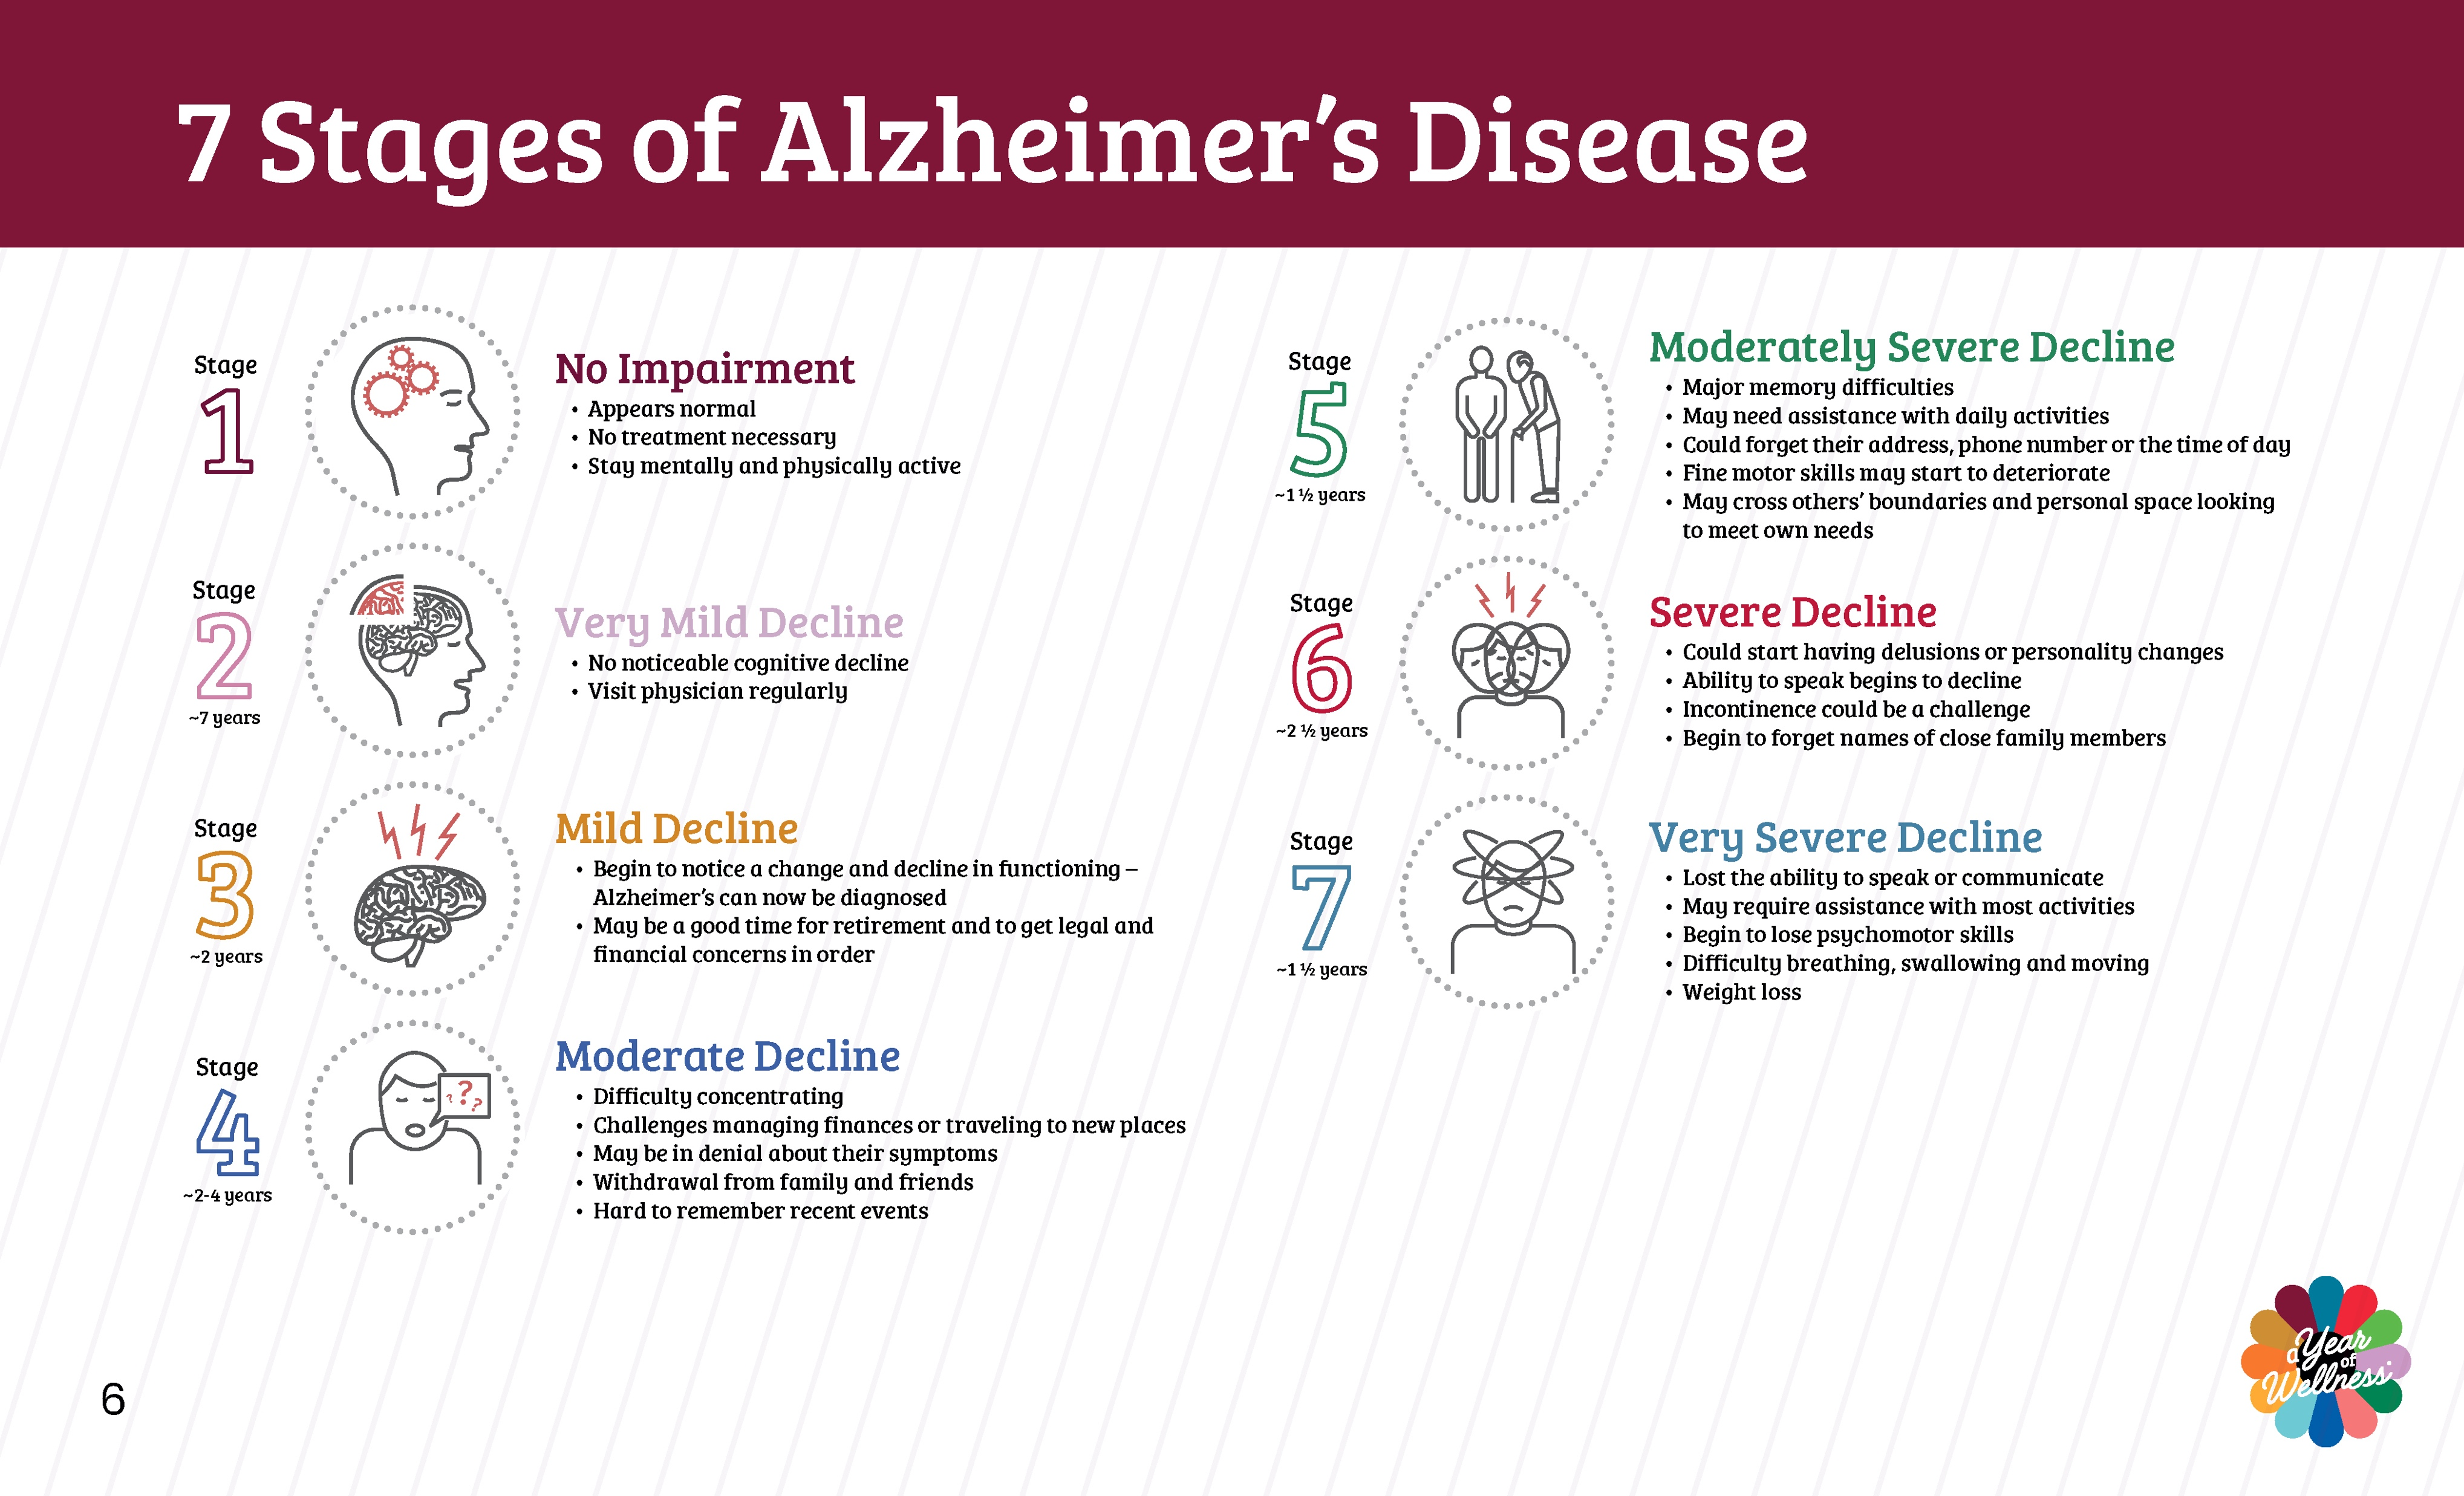 7 Stages of Alzheimer’s Disease
Stage
1
No Impairment
• Appears normal
• No treatment necessary
• Stay mentally and physically active
Stage
2
~7 years
Very Mild Decline
• No noticeable cognitive decline
• Visit physician regularly
Stage
3
~2 years
Mild Decline
• Begin to notice a change and decline in functioning –
Alzheimer’s can now be diagnosed
• May be a good time for retirement and to get legal and
financial concerns in order
Stage
4
~2-4 years
? ? ?
Moderate Decline
• Difficulty concentrating
• Challenges managing finances or traveling to new places
• May be in denial about their symptoms
• Withdrawal from family and friends
• Hard to remember recent events
Stage
5
~1 ½ years
Moderately Severe Decline
• Major memory difficulties
• May need assistance with daily activities
• Could forget their address, phone number or the time of day
• Fine motor skills may start to deteriorate
• May cross others’ boundaries and personal space looking
to meet own needs
Stage
6
~2 ½ years
Severe Decline
• Could start having delusions or personality changes
• Ability to speak begins to decline
• Incontinence could be a challenge
• Begin to forget names of close family members
Stage
7
~1 ½ years
Very Severe Decline
• Lost the ability to speak or communicate
• May require assistance with most activities
• Begin to lose psychomotor skills
• Difficulty breathing, swallowing and moving
• Weight loss
6
a Year
of
Wellness